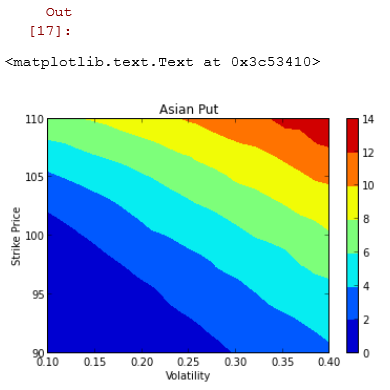 Out
[17]:
<matplotlib.text.Text at 0x3c53410>
Asian Put
110
105
100
95
90
Strike Price
0.10 0.15 0.20 0.25 0.30 0.35 0.40
Volatility
14
12
10
8
6
4
2
0